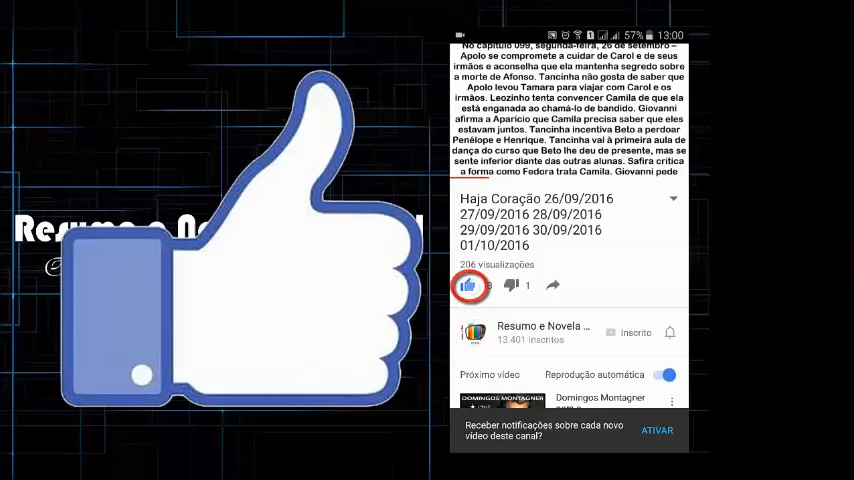 57% 13:00
No capítulo 099, segunda-feira, 26 de setembro –
Apolo se compromete a cuidar de Carol e de seus
irmãos e aconselha que ela mantenha segredo sobre
a morte de Afonso. Tancinha não gosta de saber que
Apolo levou Tamara para viajar com Carol e os
irmãos. Leozinho tenta convencer Camila de que ela
está enganada ao chamá-lo de bandido. Giovanni
afirma a Aparício que Camila precisa saber que eles
estavam juntos. Tancinha incentiva Beto a perdoar
Penélope e Henrique. Tancinha vai à primeira aula de
dança do curso que Beto lhe deu de presente, mas se
sente inferior diante das outras alunas. Safira critica
a forma como Fedora trata Camila. Giovanni pede
Haja Coração 26/09/2016
27/09/2016 28/09/2016
29/09/2016 30/09/2016
01/10/2016
206 visualizações
1
Resumo e Novela ...
Inscrito
13.401 inscritos
Próximo vídeo Reprodução automática
DOMINGOS MONTAGNER
Domingos Montagner
Receber notificações sobre cada novo
vídeo deste canal?
ATIVAR
Resumo e No